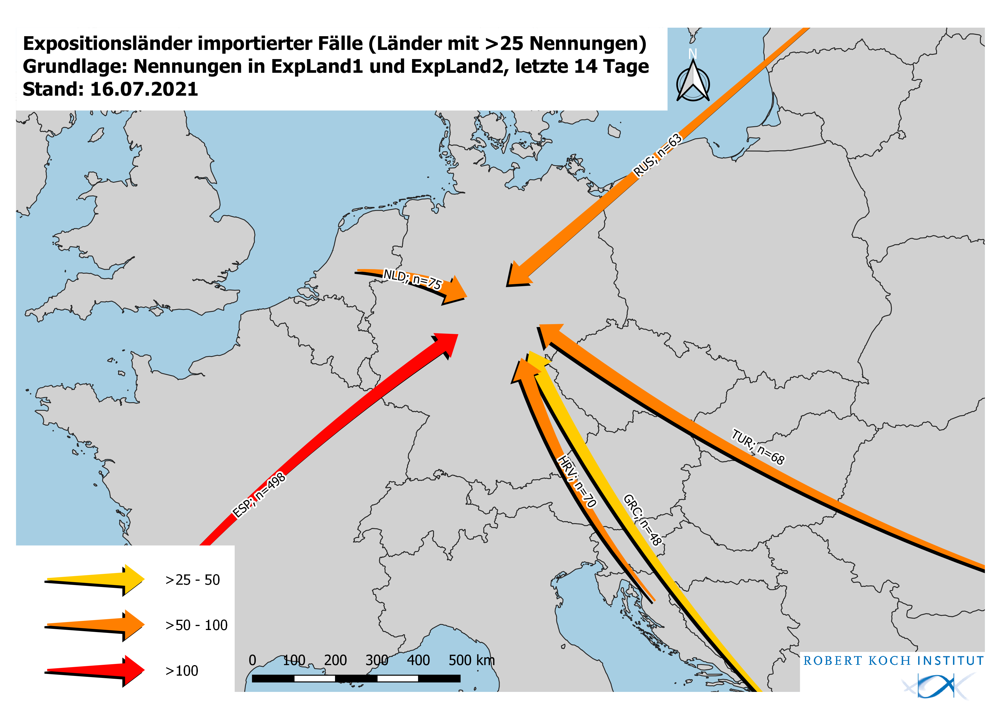 Expositionsländer importierter Fälle (Länder mit >25 Nennungen)
Grundlage: Nennungen in ExpLand1 und ExpLand2, letzte 14 Tage
Stand: 16.07.2021
N
RUS; n=63
NLD; n=75
TUR; n=68
HRV; n=70
ESP; n=498
GRC; n=48
>25 - 50
>50 - 100
>100
0 100 200 300 400 500 km
ROBERT KOCH INSTITUT